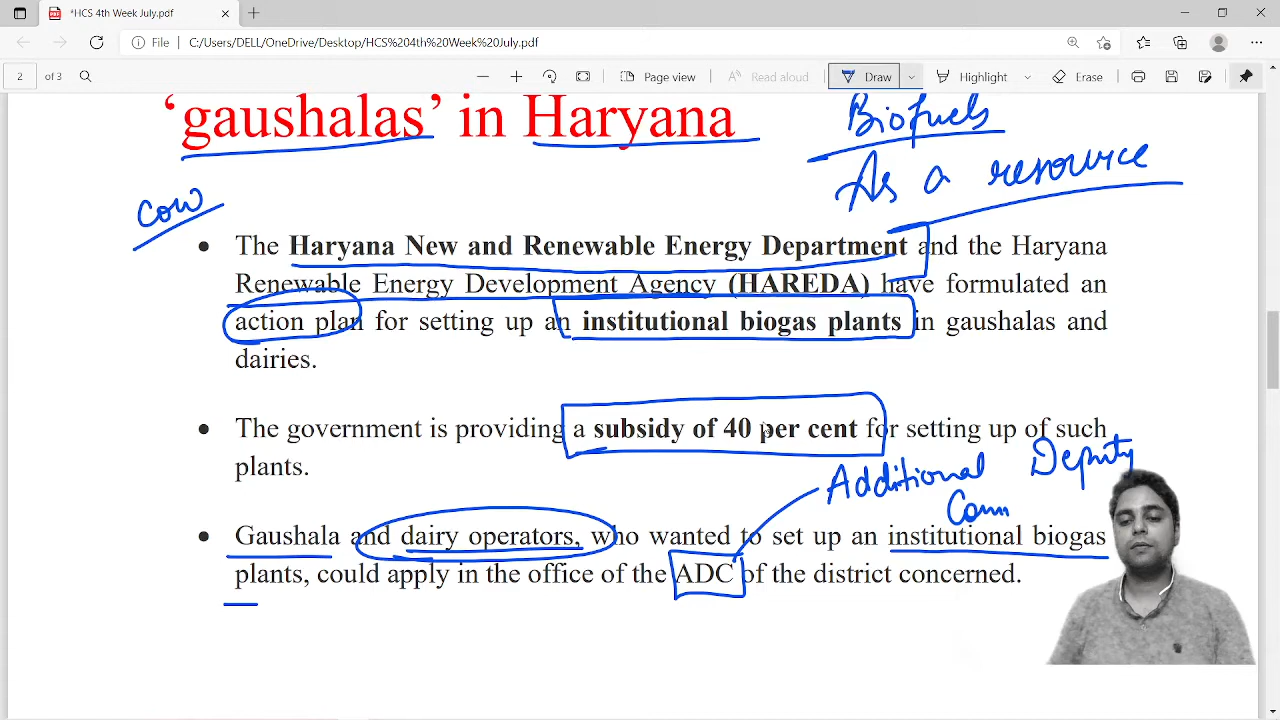 *HCS 4th Week July.pdf
File C:/Users/DELL/OneDrive/Desktop/HCS%204th%20Week%20July.pdf
2 of 3 Page view Read aloud Draw Highlight Erase
‘gaushalas’ in Haryana
Biofuels
As a resource
Cow
• The Haryana New and Renewable Energy Department and the Haryana
Renewable Energy Development Agency (HAREDA) have formulated an
action plan for setting up an institutional biogas plants in gaushalas and
dairies.
• The government is providing a subsidy of 40 per cent for setting up of such
plants.
Additional Deputy
Comm
• Gaushala and dairy operators, who wanted to set up an institutional biogas
plants, could apply in the office of the ADC of the district concerned.